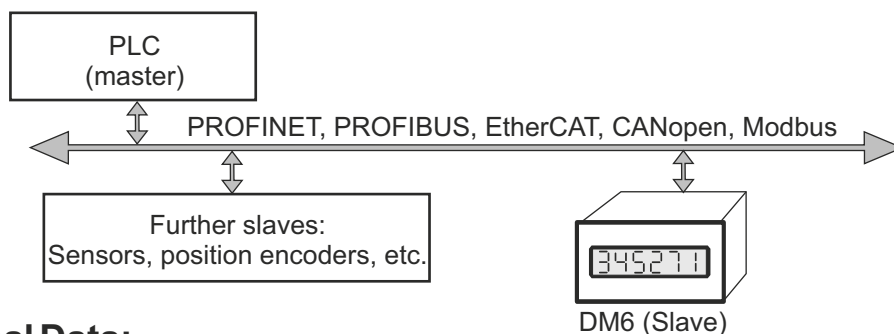 PLC
(master)
PROFINET, PROFIBUS, EtherCAT, CANopen, Modbus
Further slaves:
Sensors, position encoders, etc.
345271
DM6 (Slave)